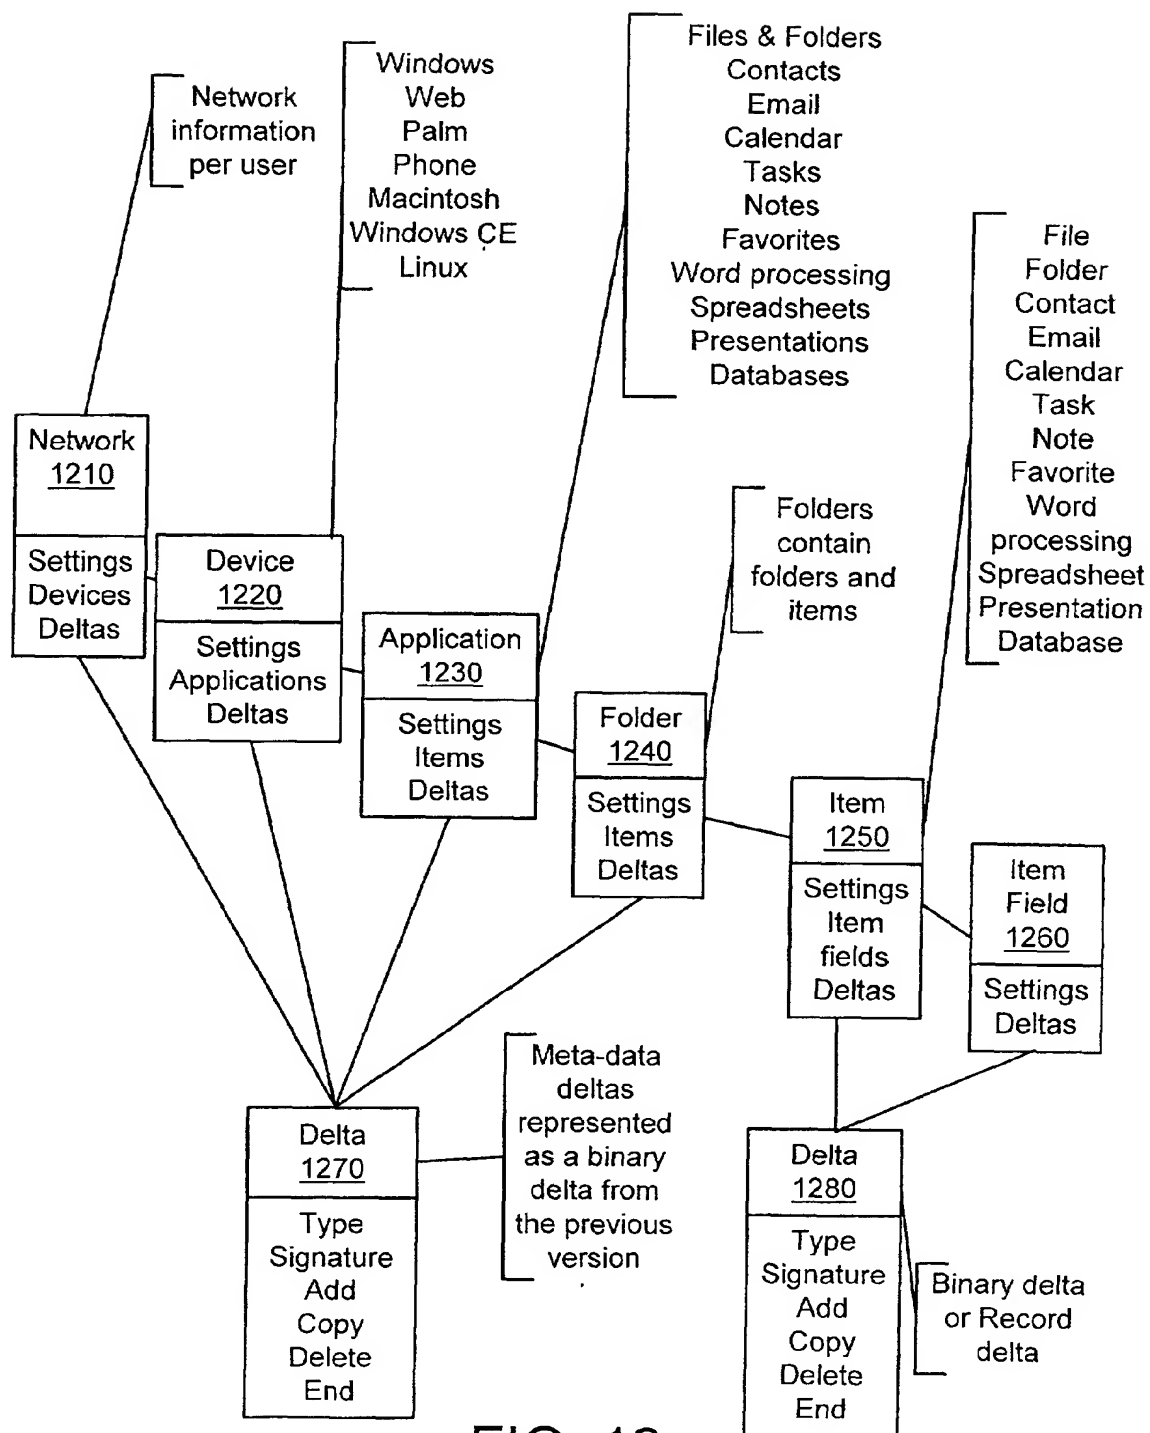 Network
information
per user
Windows
Web
Palm
Phone
Macintosh
Windows CE
Linux
Files & Folders
Contacts
Email
Calendar
Tasks
Notes
Favorites
Word processing
Spreadsheets
Presentations
Databases
File
Folder
Contact
Email
Calendar
Task
Note
Favorite
Word
processing
Spreadsheet
Presentation
Database
Folders
contain
folders and
items
Network
1210
Settings
Devices
Deltas
Device
1220
Settings
Applications
Deltas
Application
1230
Settings
Items
Deltas
Folder
1240
Settings
Items
Deltas
Item
1250
Settings
Item
fields
Deltas
Item
Field
1260
Settings
Deltas
Delta
1270
Type
Signature
Add
Copy
Delete
End
Meta-data
deltas
represented
as a binary
delta from
the previous
version
Delta
1280
Type
Signature
Add
Copy
Delete
End
Binary delta
or Record
delta